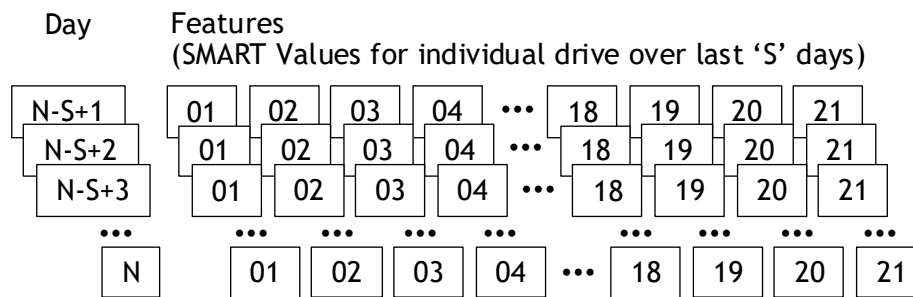 Day Features
(SMART Values for individual drive over last ‘S’ days)
N-S+1 01 02 03 04 ••• 18 19 20 21
N-S+2 01 02 03 04 ••• 18 19 20 21
N-S+3 01 02 03 04 ••• 18 19 20 21
••• ••• ••• ••• ••• ••• ••• ••• •••
N 01 02 03 04 ••• 18 19 20 21